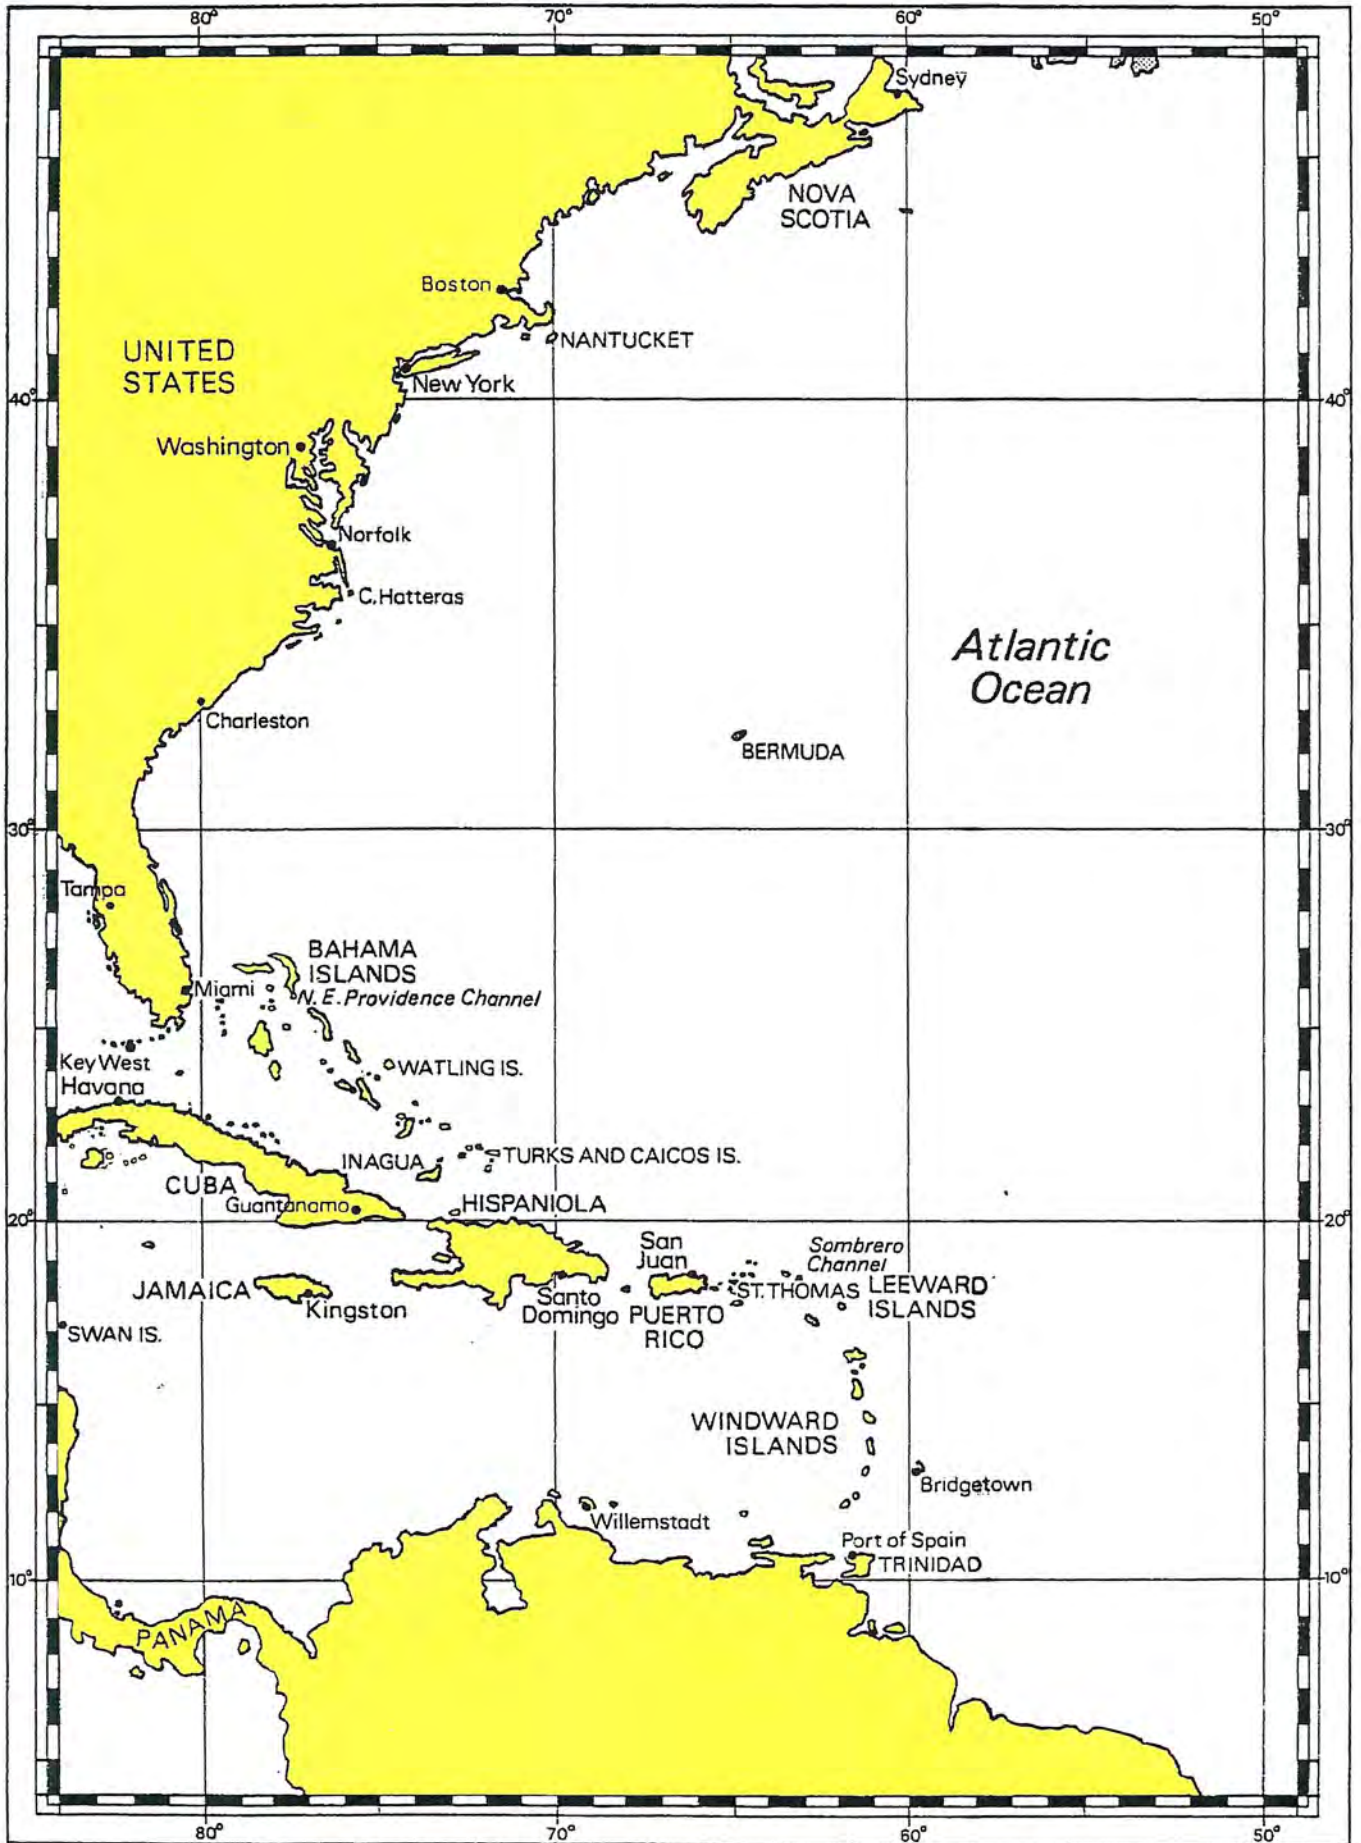 80° 70° 60° 50°
Sydney
NOVA
SCOTIA
Boston
NANTUCKET
UNITED
STATES
New York
40° 40°
Washington
Norfolk
C. Hatteras
Atlantic
Ocean
Charleston
BERMUDA
30° 30°
Tampa
BAHAMA
ISLANDS
Miami
N. E. Providence Channel
Key West
WATLING IS.
Havana
INAGUA
TURKS AND CAICOS IS.
CUBA
Guantanamo
HISPANIOLA
20° 20°
San
Juan
Sombrero
Channel
JAMAICA
Kingston
Santo
Domingo
PUERTO
RICO
ST. THOMAS
LEEWARD
ISLANDS
SWAN IS.
WINDWARD
ISLANDS
Bridgetown
Willemstadt
Port of Spain
TRINIDAD
10° 10°
PANAMA
80° 70° 60° 50°